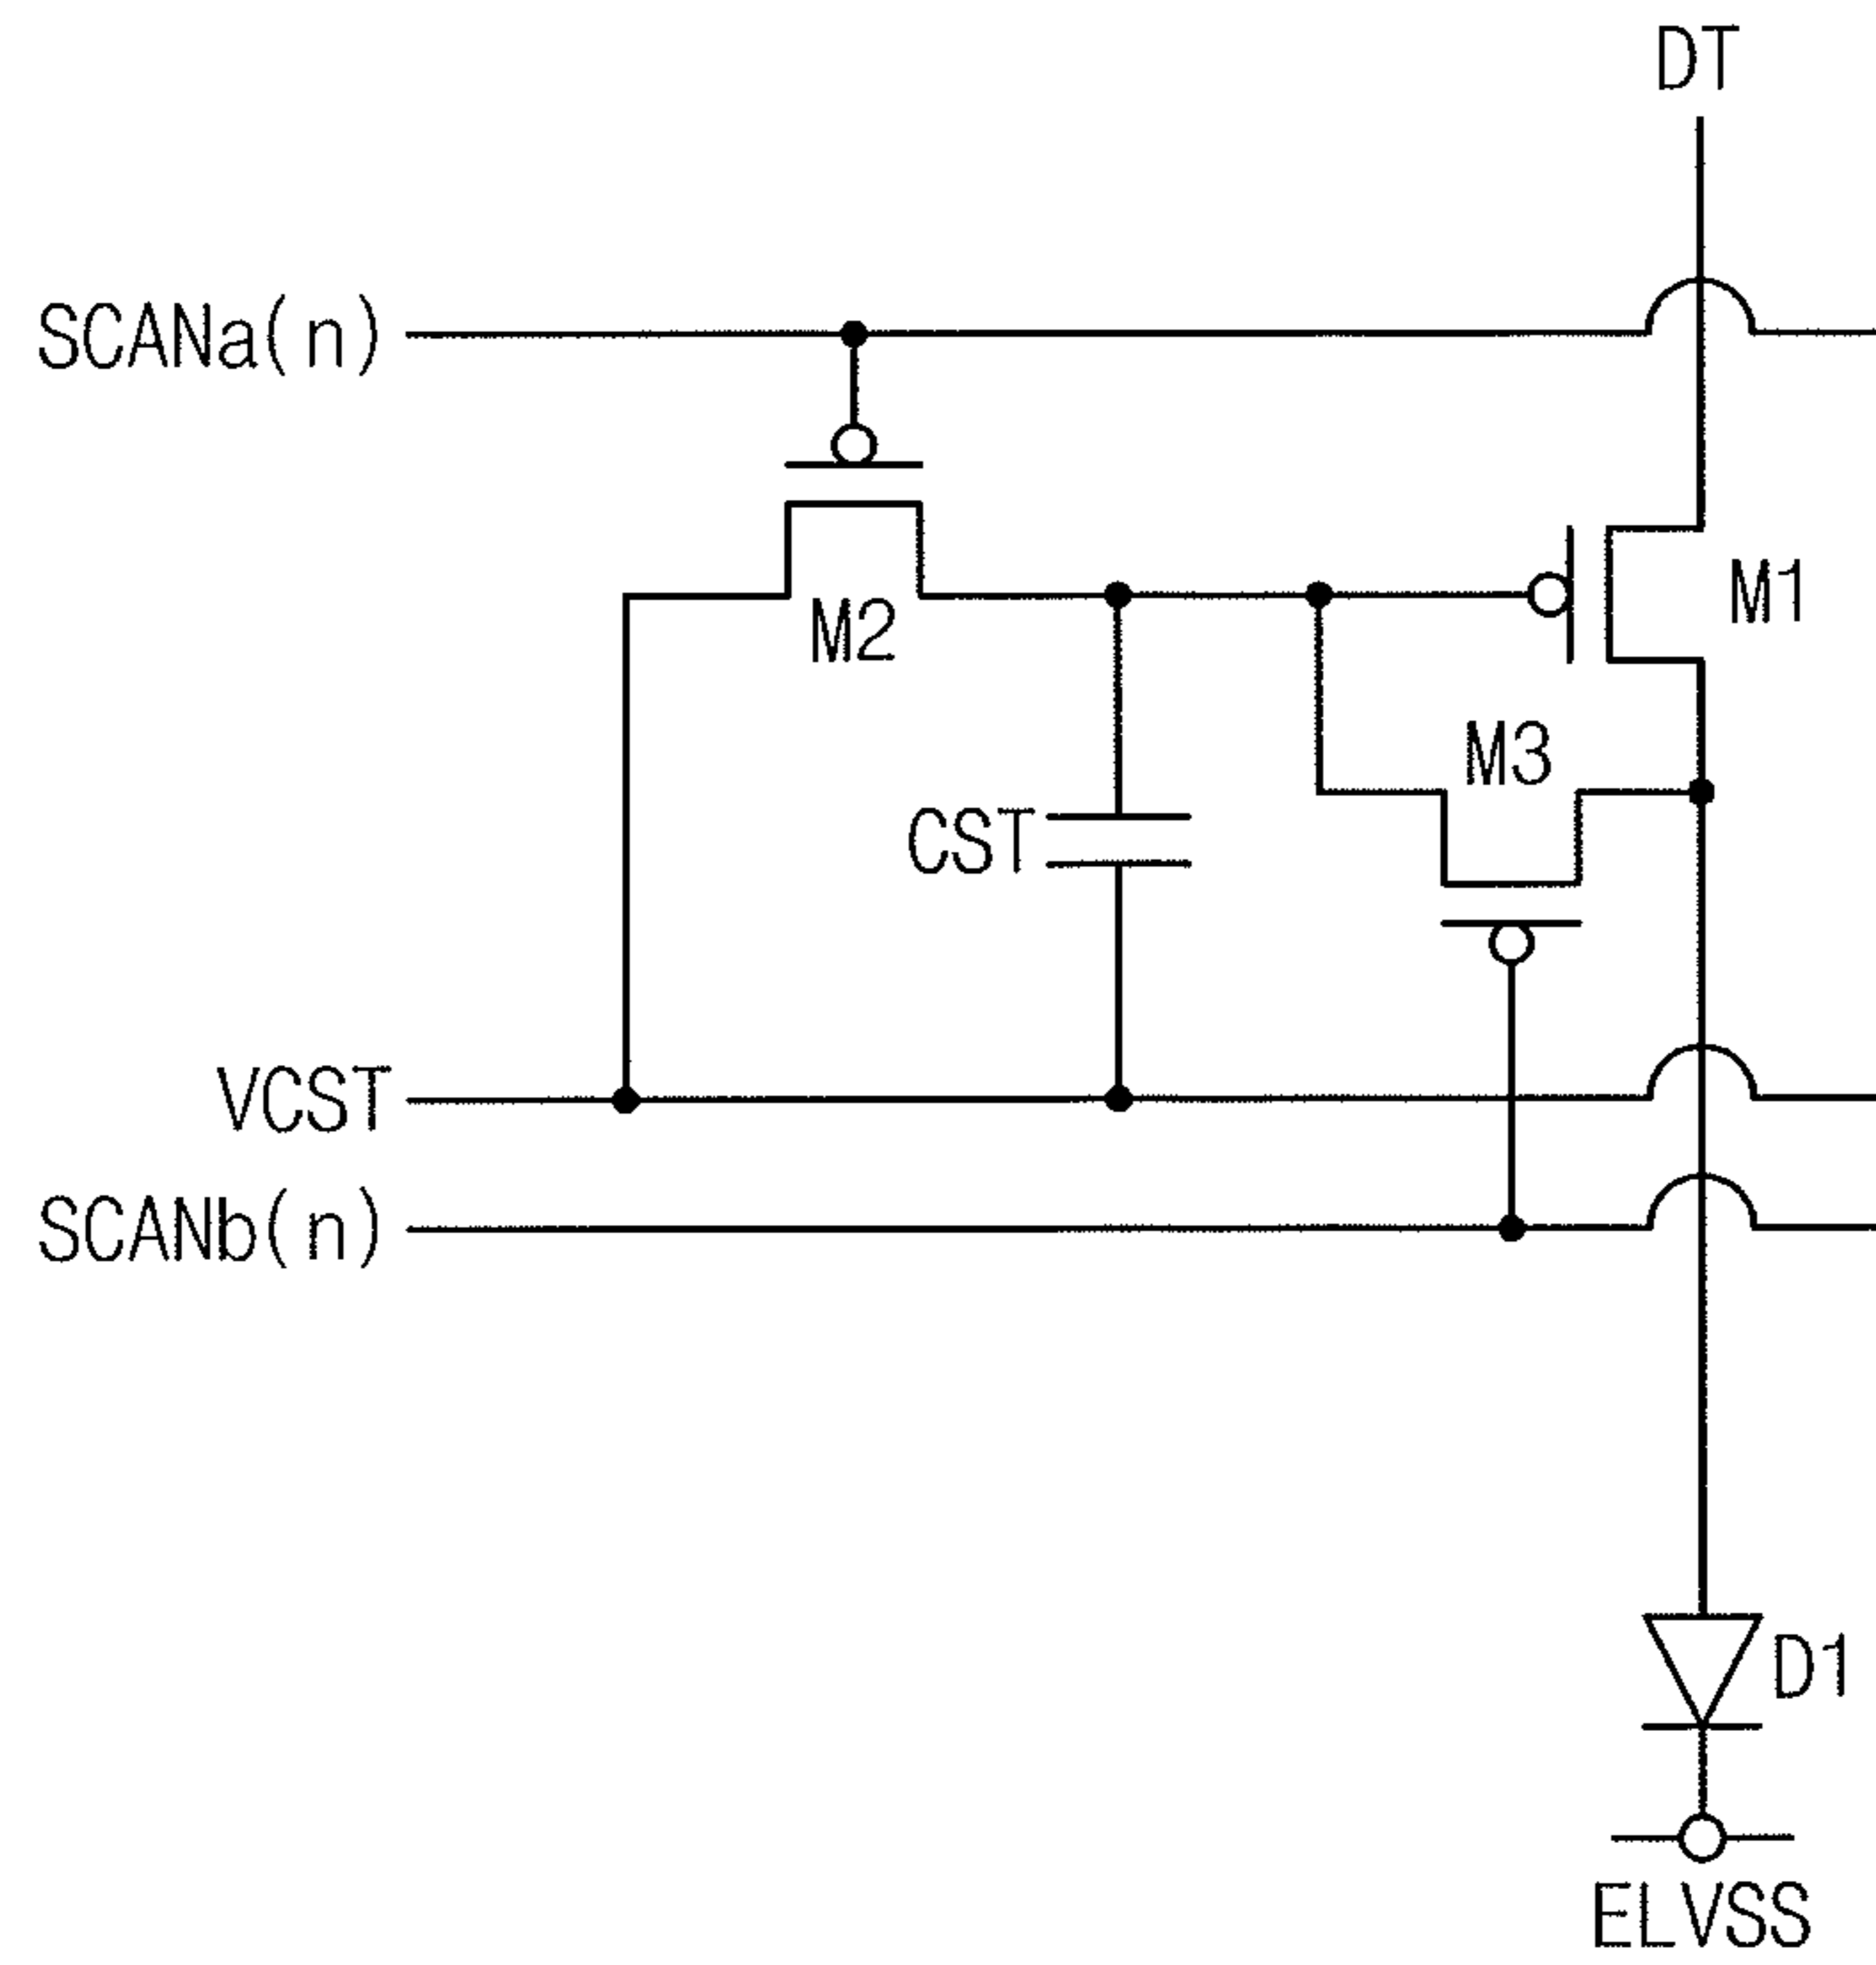 DT
SCANa(n)
M1
M2
M3
CST
VCST
SCANb(n)
D1
ELVSS